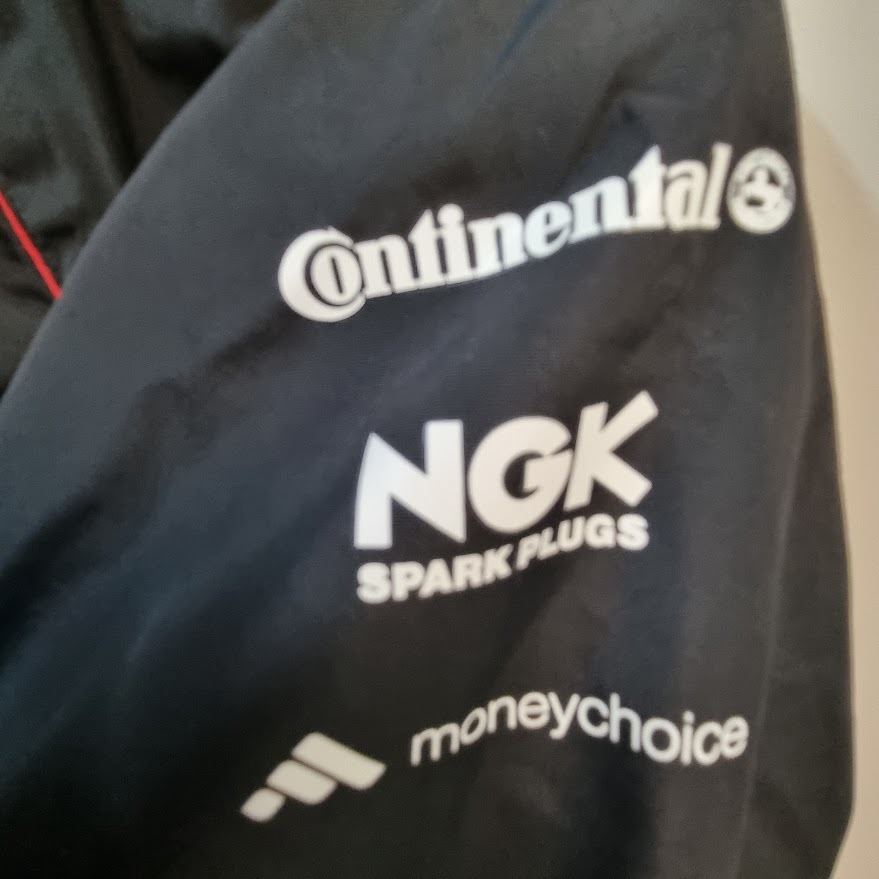 Continental
NGK
SPARK PLUGS
moneychoice